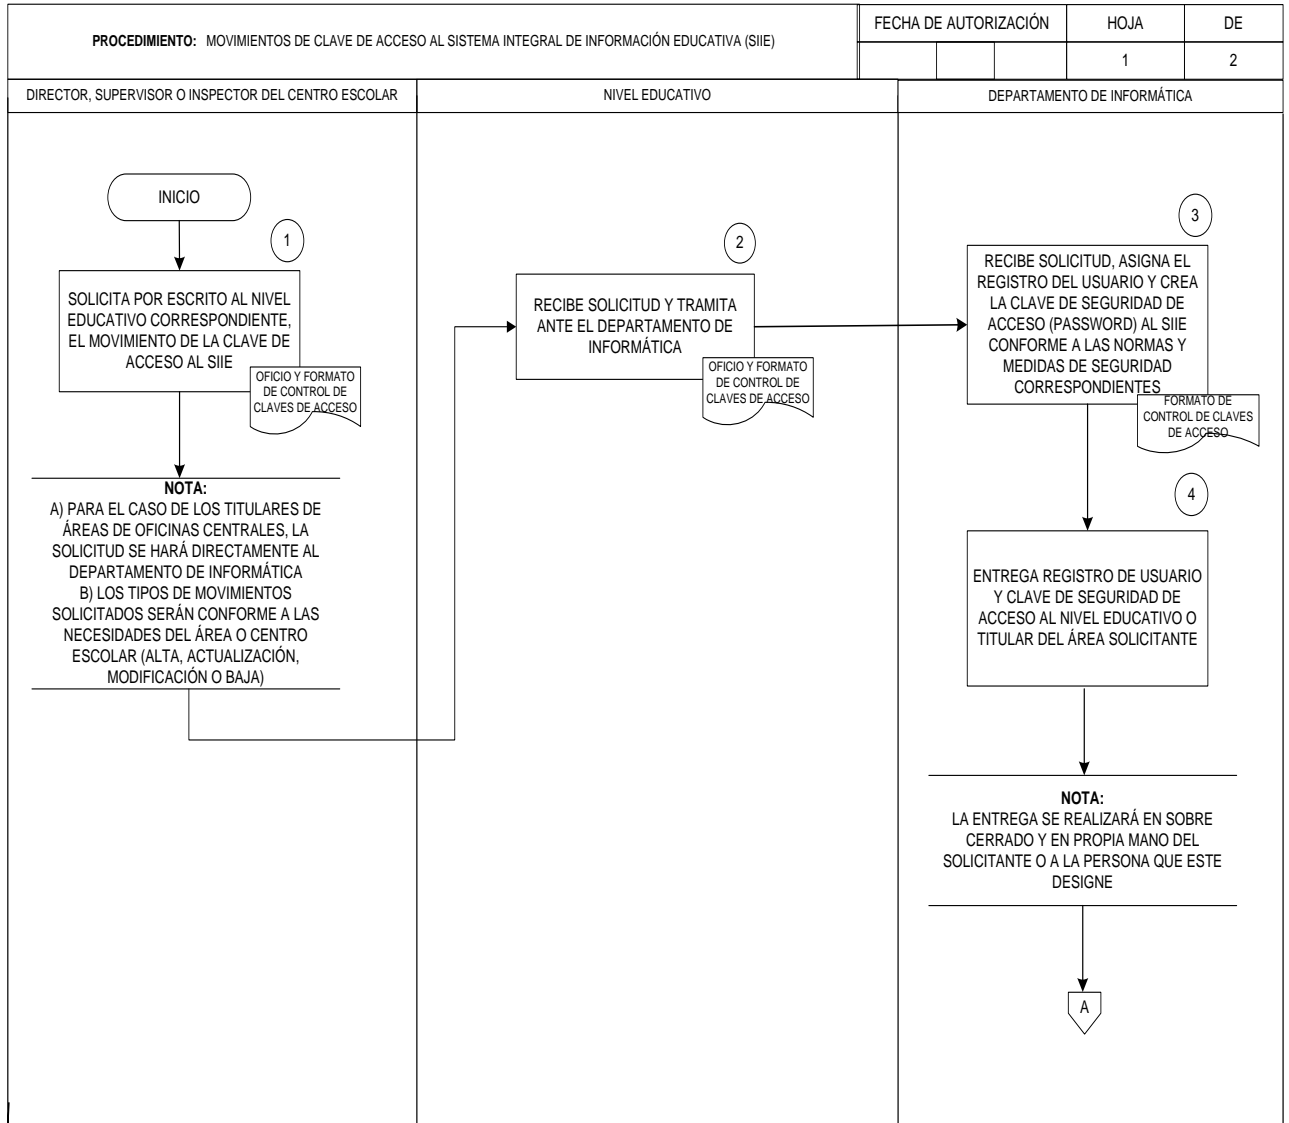 PROCEDIMIENTO: MOVIMIENTOS DE CLAVE DE ACCESO AL SISTEMA INTEGRAL DE INFORMACIÓN EDUCATIVA (SIIE)
FECHA DE AUTORIZACIÓN
HOJA
DE
1
2
DIRECTOR, SUPERVISOR O INSPECTOR DEL CENTRO ESCOLAR
NIVEL EDUCATIVO
DEPARTAMENTO DE INFORMÁTICA
INICIO
1
SOLICITA POR ESCRITO AL NIVEL
EDUCATIVO CORRESPONDIENTE,
EL MOVIMIENTO DE LA CLAVE DE
ACCESO AL SIIE
OFICIO Y FORMATO
DE CONTROL DE
CLAVES DE ACCESO
NOTA:
A) PARA EL CASO DE LOS TITULARES DE
ÁREAS DE OFICINAS CENTRALES, LA
SOLICITUD SE HARÁ DIRECTAMENTE AL
DEPARTAMENTO DE INFORMÁTICA
B) LOS TIPOS DE MOVIMIENTOS
SOLICITADOS SERÁN CONFORME A LAS
NECESIDADES DEL ÁREA O CENTRO
ESCOLAR (ALTA, ACTUALIZACIÓN,
MODIFICACIÓN O BAJA)
2
RECIBE SOLICITUD Y TRAMITA
ANTE EL DEPARTAMENTO DE
INFORMÁTICA
OFICIO Y FORMATO
DE CONTROL DE
CLAVES DE ACCESO
3
RECIBE SOLICITUD, ASIGNA EL
REGISTRO DEL USUARIO Y CREA
LA CLAVE DE SEGURIDAD DE
ACCESO (PASSWORD) AL SIIE
CONFORME A LAS NORMAS Y
MEDIDAS DE SEGURIDAD
CORRESPONDIENTES
FORMATO DE
CONTROL DE CLAVES
DE ACCESO
4
ENTREGA REGISTRO DE USUARIO
Y CLAVE DE SEGURIDAD DE
ACCESO AL NIVEL EDUCATIVO O
TITULAR DEL ÁREA SOLICITANTE
NOTA:
LA ENTREGA SE REALIZARÁ EN SOBRE
CERRADO Y EN PROPIA MANO DEL
SOLICITANTE O A LA PERSONA QUE ESTE
DESIGNE
A